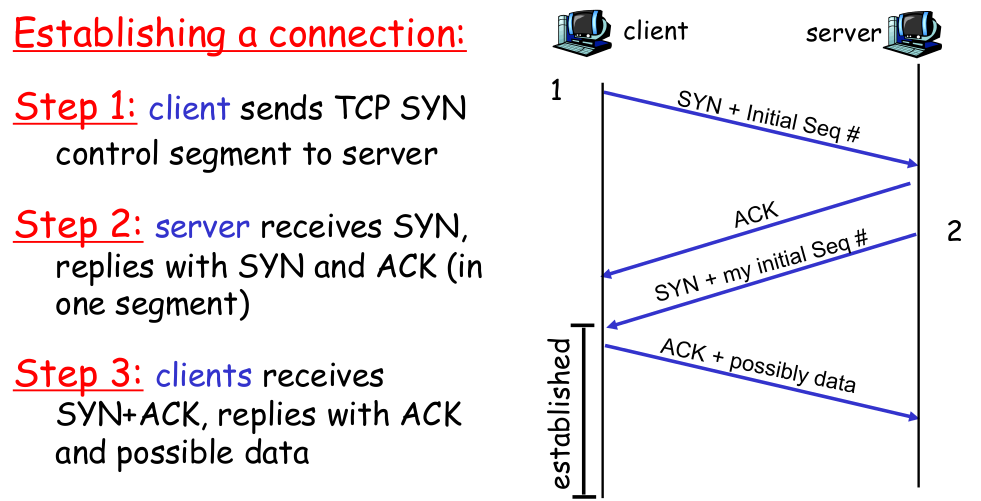 Establishing a connection:
Step 1: client sends TCP SYN
control segment to server
Step 2: server receives SYN,
replies with SYN and ACK (in
one segment)
Step 3: clients receives
SYN+ACK, replies with ACK
and possible data
client
server
1
SYN + Initial Seq #
ACK
2
SYN + my initial Seq #
ACK + possibly data
established